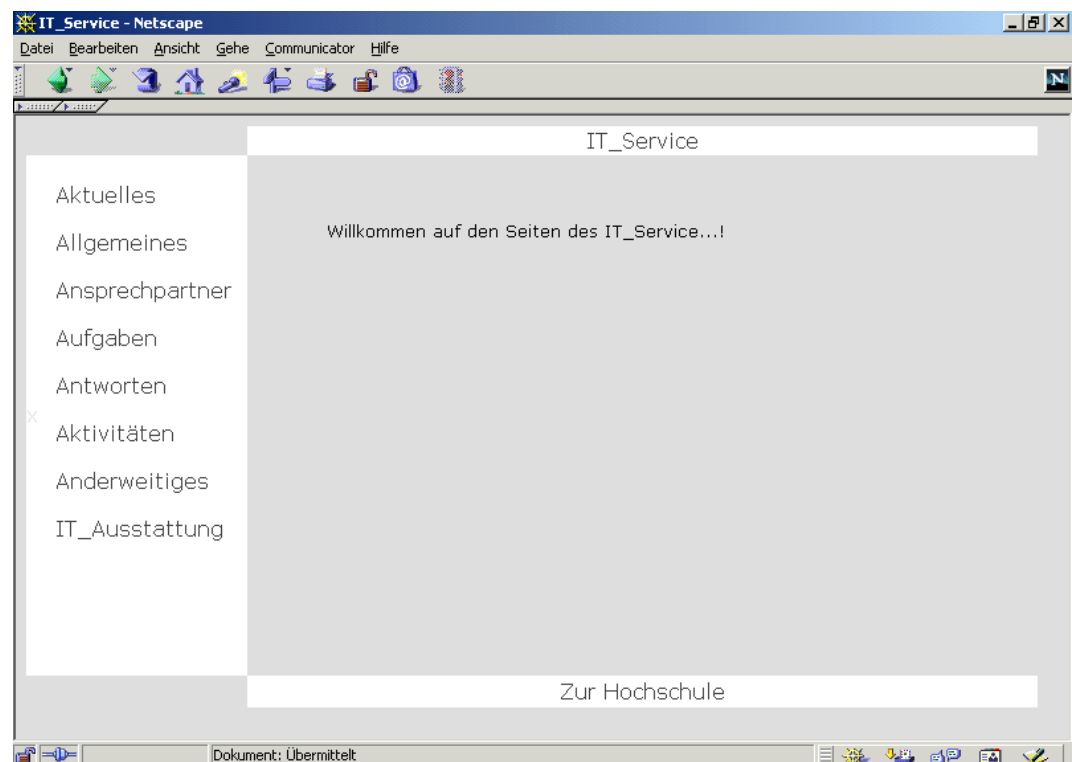 IT_Service - Netscape
Datei Bearbeiten Ansicht Gehe Communicator Hilfe
N
IT_Service
Aktuelles
Allgemeines
Ansprechpartner
Aufgaben
Antworten
X
Aktivitäten
Anderweitiges
IT_Ausstattung
Willkommen auf den Seiten des IT_Service...!
Zur Hochschule
Dokument: Übermittelt